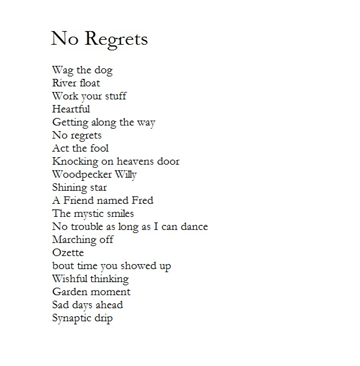 No Regrets
Wag the dog
River float
Work your stuff
Heartful
Getting along the way
No regrets
Act the fool
Knocking on heavens door
Woodpecker Willy
Shining star
A Friend named Fred
The mystic smiles
No trouble as long as I can dance
Marching off
Ozette
bout time you showed up
Wishful thinking
Garden moment
Sad days ahead
Synaptic drip